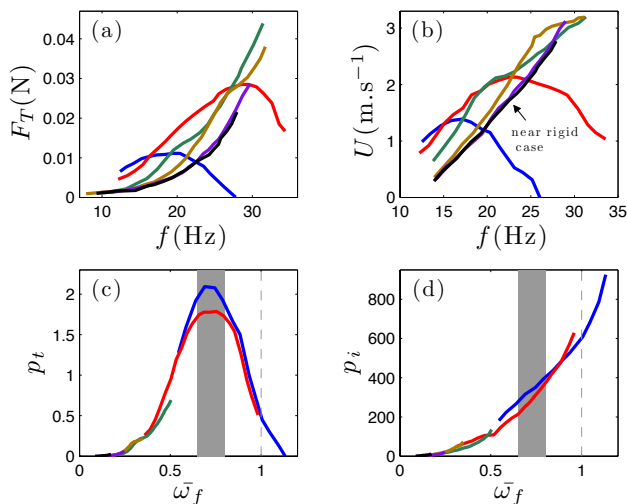 (a)
0.04
0.03
0.02
0.01
0
F_T(N)
10 20 30
f(Hz)
(b)
3
2
1
0
U(m.s⁻¹)
near rigid
case
10 15 20 25 30 35
f(Hz)
(c)
2
1.5
1
0.5
0
p_t
0 0.5 1
ω̄_f
(d)
800
600
400
200
0
p_i
0 0.5 1
ω̄_f